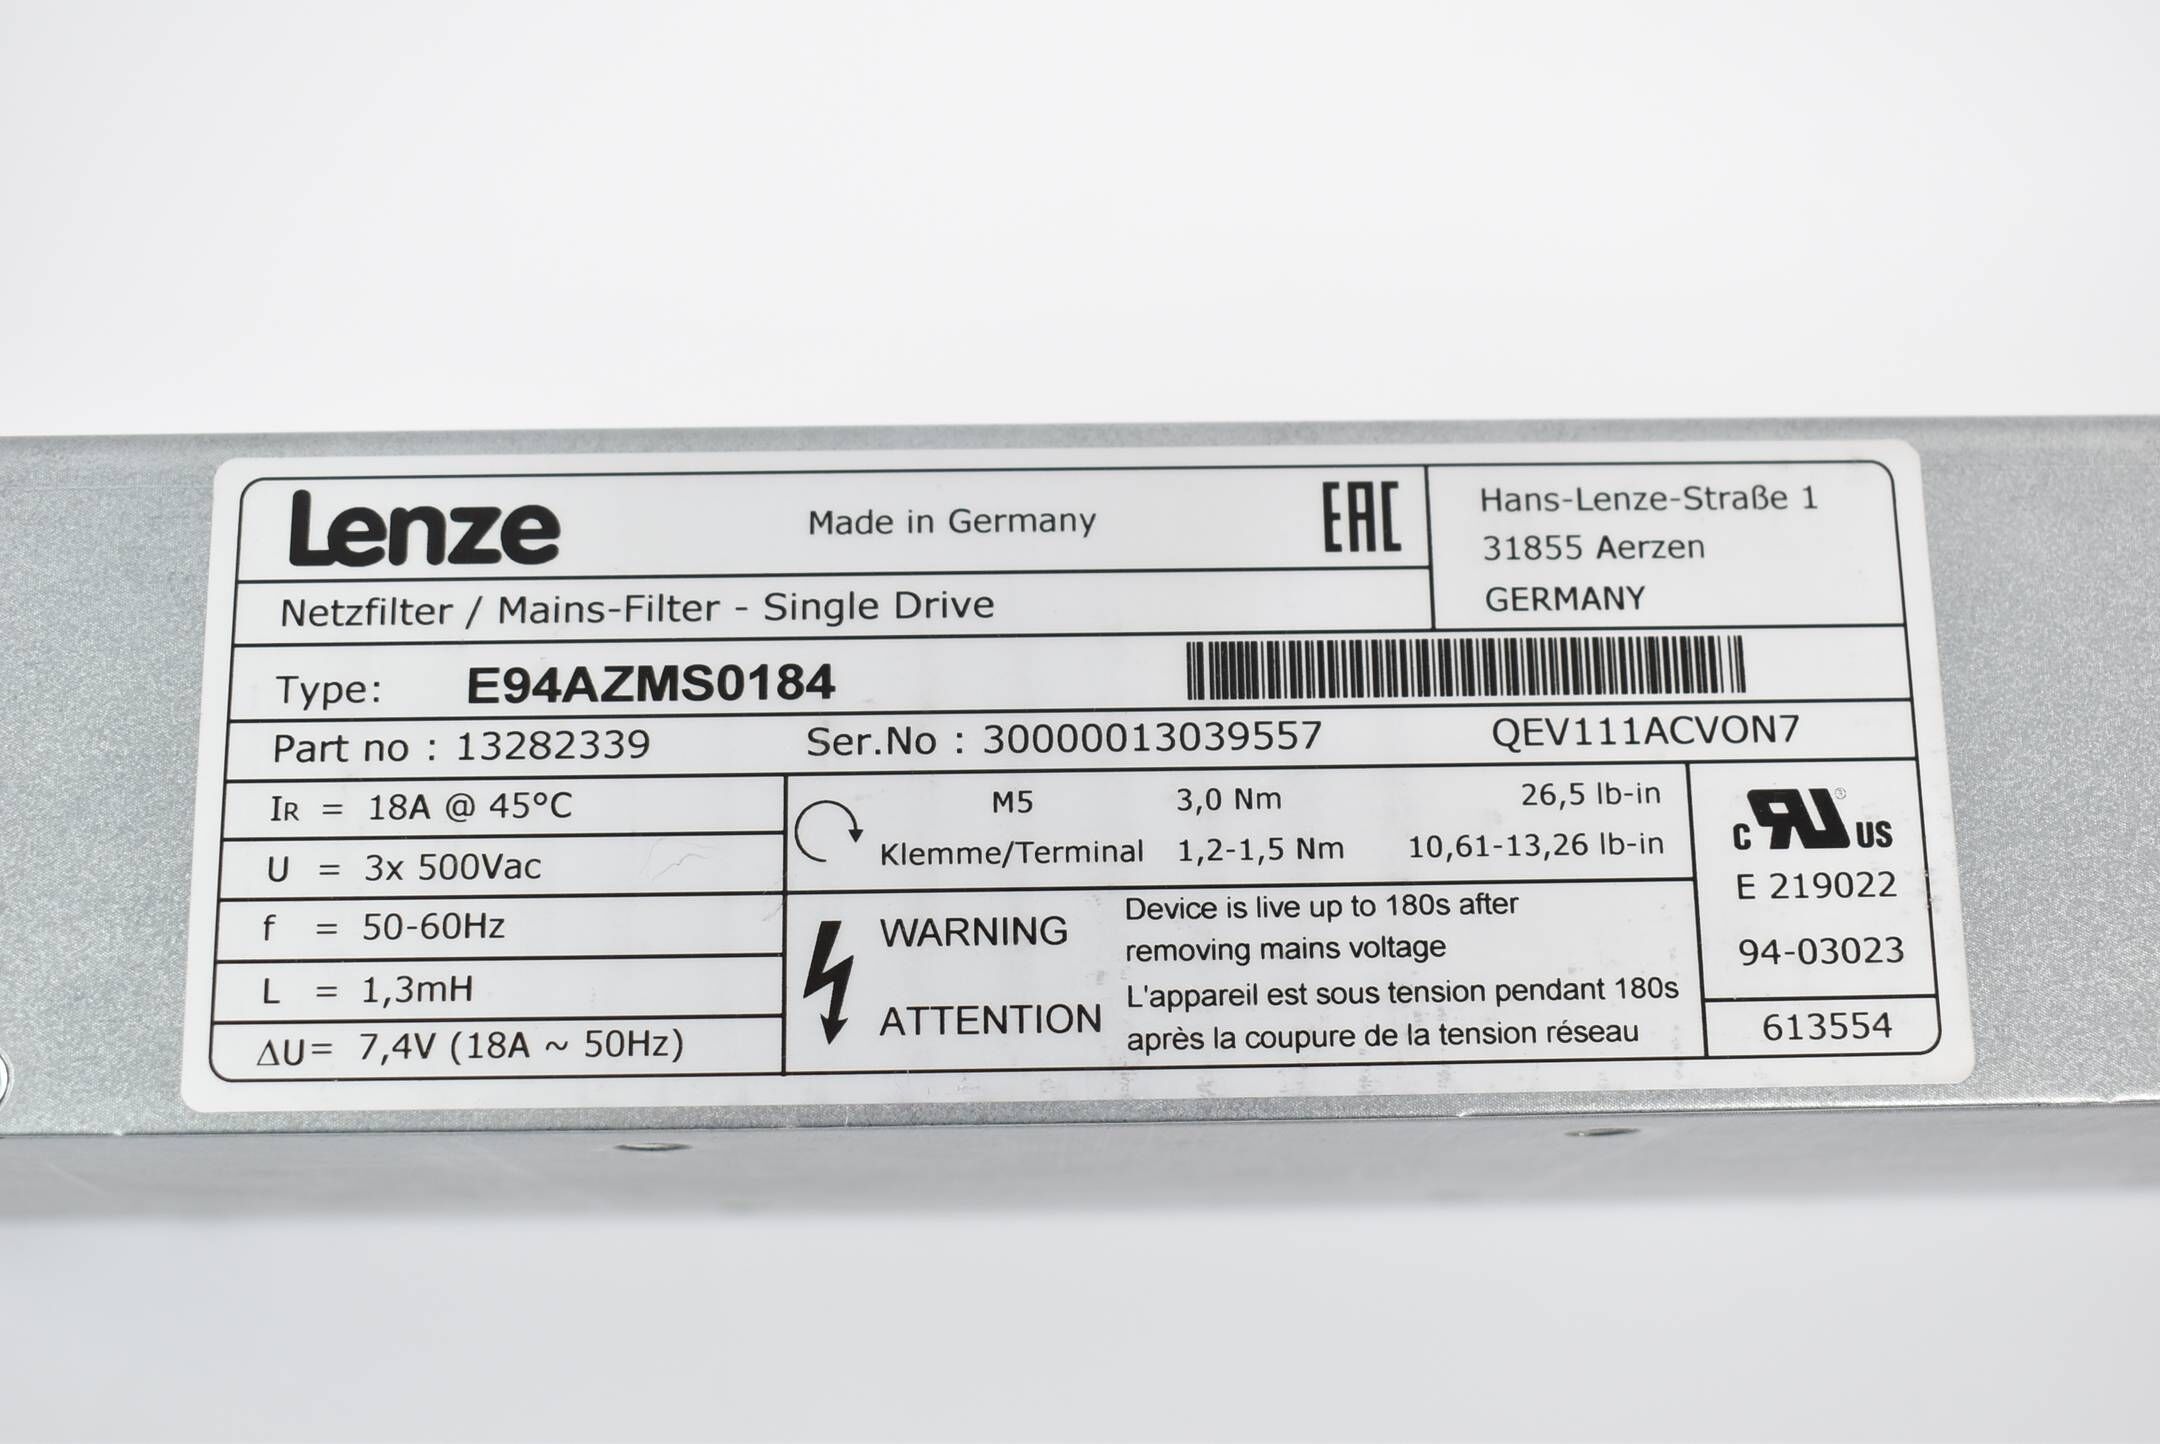 Lenze
Made in Germany
EAC
Hans-Lenze-Straße 1
31855 Aerzen
GERMANY
Netzfilter / Mains-Filter - Single Drive
Type: E94AZMS0184
Part no : 13282339 Ser.No : 30000013039557 QEV111ACVON7
IR = 18A @ 45°C
U = 3x 500Vac
f = 50-60Hz
L = 1,3mH
ΔU= 7,4V (18A ~ 50Hz)
M5 3,0 Nm 26,5 lb-in
Klemme/Terminal 1,2-1,5 Nm 10,61-13,26 lb-in
WARNING
Device is live up to 180s after
removing mains voltage
ATTENTION
L'appareil est sous tension pendant 180s
après la coupure de la tension réseau
c RU US
E 219022
94-03023
613554